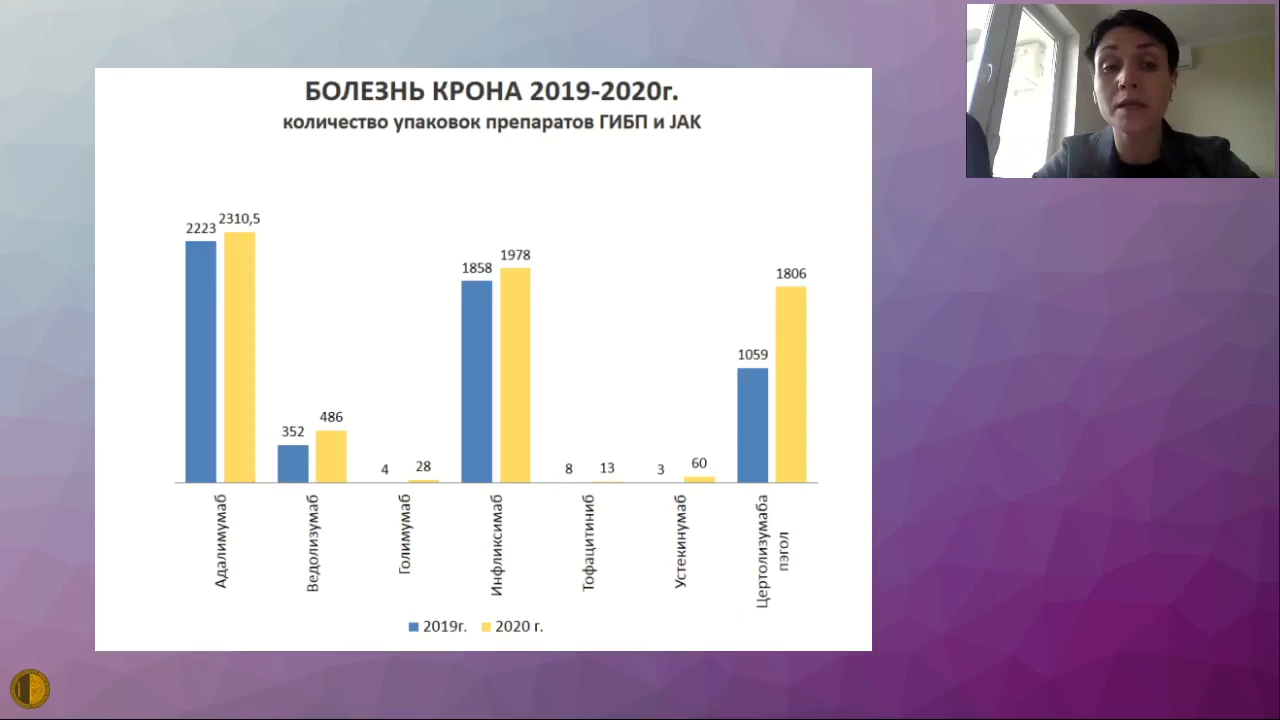 БОЛЕЗНЬ КРОНА 2019-2020г.
количество упаковок препаратов ГИБП и JAK
2223
2310,5
352
486
4
28
1858
1978
8
13
3
60
1059
1806
Адалимумаб
Ведолизумаб
Голимумаб
Инфликсимаб
Тофацитиниб
Устекинумаб
Цертолизумаба
пэгол
2019г.
2020 г.